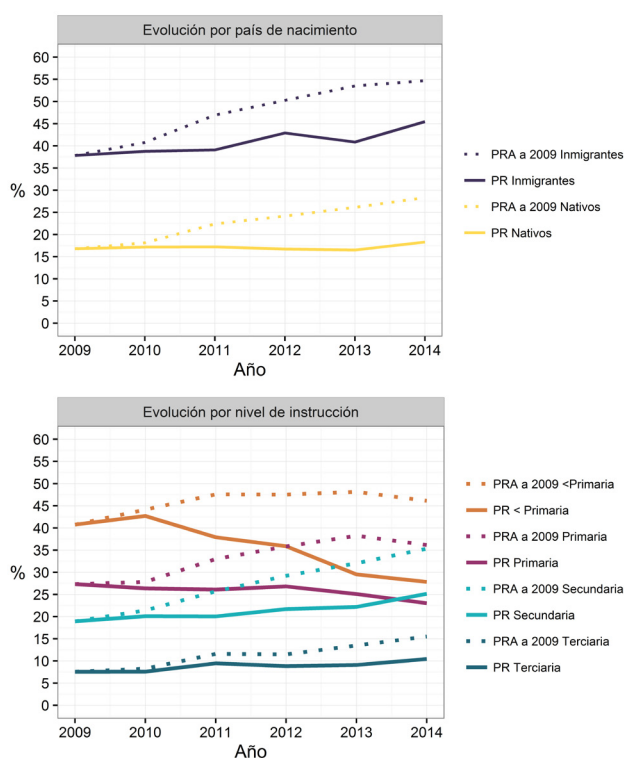 Evolución por país de nacimiento
60
55
50
45
40
35
30
25
20
15
10
5
0
%
2009 2010 2011 2012 2013 2014
Año
PRA a 2009 Inmigrantes
PR Inmigrantes
PRA a 2009 Nativos
PR Nativos
Evolución por nivel de instrucción
60
55
50
45
40
35
30
25
20
15
10
5
0
%
2009 2010 2011 2012 2013 2014
Año
PRA a 2009 <Primaria
PR < Primaria
PRA a 2009 Primaria
PR Primaria
PRA a 2009 Secundaria
PR Secundaria
PRA a 2009 Terciaria
PR Terciaria